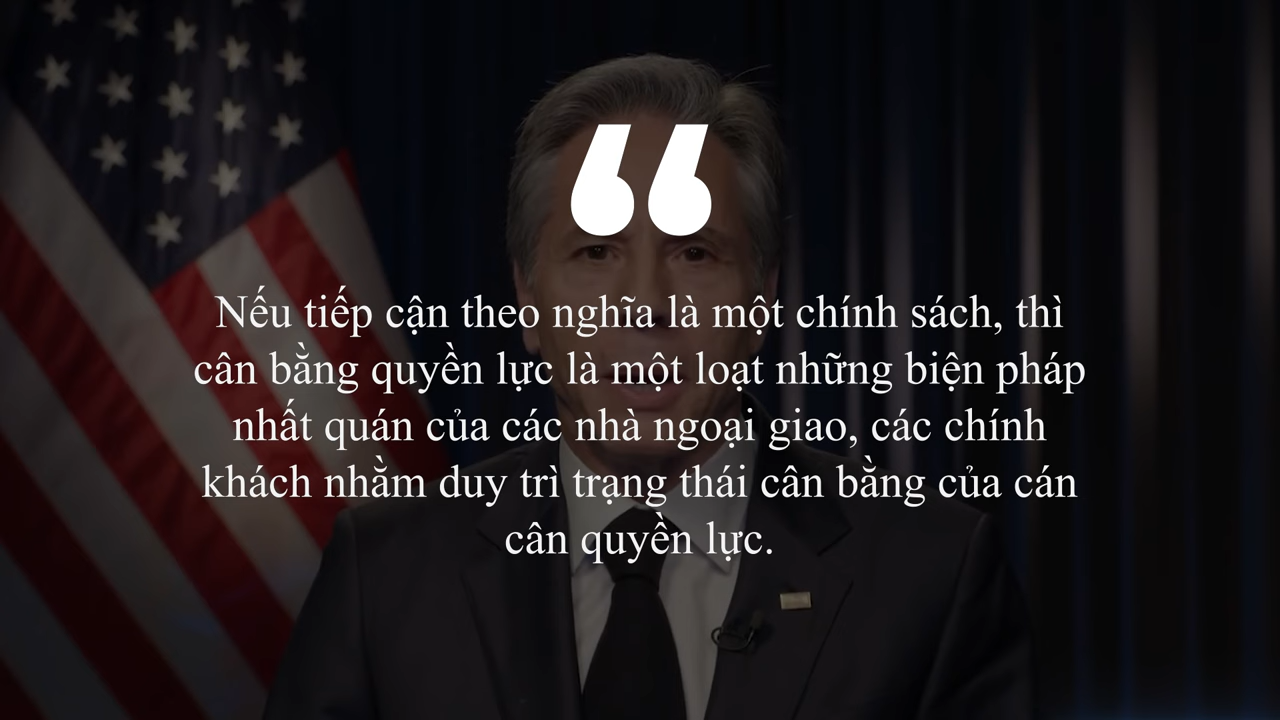 “
Nếu tiếp cận theo nghĩa là một chính sách, thì
cân bằng quyền lực là một loạt những biện pháp
nhất quán của các nhà ngoại giao, các chính
khách nhằm duy trì trạng thái cân bằng của cán
cân quyền lực.